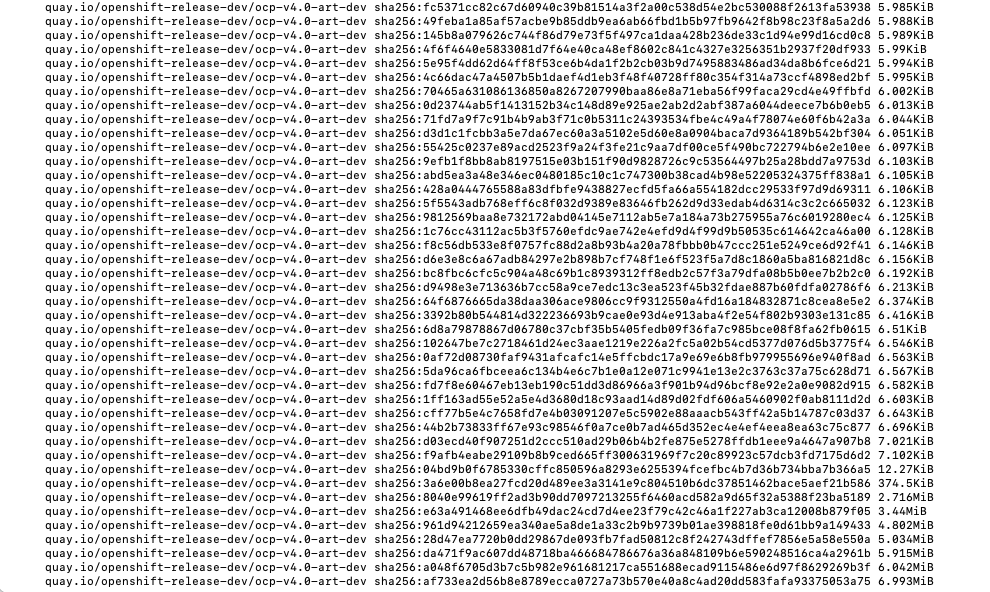 quay.io/openshift-release-dev/ocp-v4.0-art-dev sha256:fc5371cc82c67d60940c39b81514a3f2a00c538d54e2bc530088f2613fa53938 5.985KiB
quay.io/openshift-release-dev/ocp-v4.0-art-dev sha256:49feba1a85af57acbe9b85ddb9ea6ab66fbd1b5b97fb9642f8b98c23f8a5a2d6 5.988KiB
quay.io/openshift-release-dev/ocp-v4.0-art-dev sha256:145b8a079626c744f86d79e73f5f497ca1daa428b236de33c1d94e99d16cd0c8 5.989KiB
quay.io/openshift-release-dev/ocp-v4.0-art-dev sha256:4f6f4640e5833081d7f64e40ca48ef8602c841c4327e3256351b2937f20df933 5.99KiB
quay.io/openshift-release-dev/ocp-v4.0-art-dev sha256:5e95f4dd62d64ff8f53ce6b4da1f2b2cb03b9d7495883486ad34da8b6fce6d21 5.994KiB
quay.io/openshift-release-dev/ocp-v4.0-art-dev sha256:4c66dac47a4507b5b1daef4d1eb3f48f40728ff80c354f314a73ccf4898ed2bf 5.995KiB
quay.io/openshift-release-dev/ocp-v4.0-art-dev sha256:70465a631086136850a8267207990baa86e8a71eba56f99faca29cd4e49ffbfd 6.002KiB
quay.io/openshift-release-dev/ocp-v4.0-art-dev sha256:0d23744ab5f1413152b34c148d89e925ae2ab2d2abf387a6044deece7b6b0eb5 6.013KiB
quay.io/openshift-release-dev/ocp-v4.0-art-dev sha256:71fd7a9f7c91b4b9ab3f71c0b5311c24393534fbe4c49a4f78074e60f6b42a3a 6.044KiB
quay.io/openshift-release-dev/ocp-v4.0-art-dev sha256:d3d1c1fcbb3a5e7da67ec60a3a5102e5d60e8a0904baca7d9364189b542bf304 6.051KiB
quay.io/openshift-release-dev/ocp-v4.0-art-dev sha256:55425c0237e89acd2523f9a24f3fe21c9aa7df00ce5f490bc722794b6e2e10ee 6.097KiB
quay.io/openshift-release-dev/ocp-v4.0-art-dev sha256:9efb1f8bb8ab8197515e03b151f90d9828726c9c53564497b25a28bdd7a9753d 6.103KiB
quay.io/openshift-release-dev/ocp-v4.0-art-dev sha256:abd5ea3a48e346ec0480185c10c1c747300b38cad4b98e52205324375ff838a1 6.105KiB
quay.io/openshift-release-dev/ocp-v4.0-art-dev sha256:428a0444765588a83dfbfe9438827ecfd5fa66a554182dcc29533f97d9d69311 6.106KiB
quay.io/openshift-release-dev/ocp-v4.0-art-dev sha256:5f5543adb768eff6c8f032d9389e83646fb262d9d33edab4d6314c3c2c665032 6.123KiB
quay.io/openshift-release-dev/ocp-v4.0-art-dev sha256:9812569baa8e732172abd04145e7112ab5e7a184a73b275955a76c6019280ec4 6.125KiB
quay.io/openshift-release-dev/ocp-v4.0-art-dev sha256:1c76cc43112ac5b3f5760efdc9ae742e4efd9d4f99d9b50535c614642ca46a00 6.128KiB
quay.io/openshift-release-dev/ocp-v4.0-art-dev sha256:f8c56db533e8f0757fc88d2a8b93b4a20a78fbbb0b47ccc251e5249ce6d92f41 6.146KiB
quay.io/openshift-release-dev/ocp-v4.0-art-dev sha256:d6e3e8c6a67adb84297e2b898b7cf748f1e6f523f5a7d8c1860a5ba816821d8c 6.156KiB
quay.io/openshift-release-dev/ocp-v4.0-art-dev sha256:bc8fbc6cfc5c904a48c69b1c8939312ff8edb2c57f3a79dfa08b5b0ee7b2b2c0 6.192KiB
quay.io/openshift-release-dev/ocp-v4.0-art-dev sha256:d9498e3e713636b7cc58a9ce7edc13c3ea523f45b32fdae887b60fdfa02786f6 6.213KiB
quay.io/openshift-release-dev/ocp-v4.0-art-dev sha256:64f6876665da38daa306ace9806cc9f9312550a4fd16a184832871c8cea8e5e2 6.374KiB
quay.io/openshift-release-dev/ocp-v4.0-art-dev sha256:3392b80b544814d322236693b9cae0e93d4e913aba4f2e54f802b9303e131c85 6.416KiB
quay.io/openshift-release-dev/ocp-v4.0-art-dev sha256:6d8a79878867d06780c37cbf35b5405fedb09f36fa7c985bce08f8fa62fb0615 6.51KiB
quay.io/openshift-release-dev/ocp-v4.0-art-dev sha256:102647be7c2718461d24ec3aae1219e226a2fc5a02b54cd5377d076d5b3775f4 6.546KiB
quay.io/openshift-release-dev/ocp-v4.0-art-dev sha256:0af72d08730faf9431afcafc14e5ffcbdc17a9e69e6b8fb979955696e940f8ad 6.563KiB
quay.io/openshift-release-dev/ocp-v4.0-art-dev sha256:5da96ca6fbceea6c134b4e6c7b1e0a12e071c9941e13e2c3763c37a75c628d71 6.567KiB
quay.io/openshift-release-dev/ocp-v4.0-art-dev sha256:fd7f8e60467eb13eb190c51dd3d86966a3f901b94d96bcf8e92e2a0e9082d915 6.582KiB
quay.io/openshift-release-dev/ocp-v4.0-art-dev sha256:1ff163ad55e52a5e4d3680d18c93aad14d89d02fdf606a5460902f0ab8111d2d 6.603KiB
quay.io/openshift-release-dev/ocp-v4.0-art-dev sha256:cff77b5e4c7658fd7e4b03091207e5c5902e88aaacb543ff42a5b14787c03d37 6.643KiB
quay.io/openshift-release-dev/ocp-v4.0-art-dev sha256:44b2b73833ff67e93c98546f0a7ce0b7ad465d352ec4e4ef4eea8ea63c75c877 6.696KiB
quay.io/openshift-release-dev/ocp-v4.0-art-dev sha256:d03ecd40f907251d2ccc510ad29b06b4b2fe875e5278ffdb1eee9a4647a907b8 7.021KiB
quay.io/openshift-release-dev/ocp-v4.0-art-dev sha256:f9afb4eabe29109b8b9ced665ff300631969f7c20c89923c57dcb3fd7175d6d2 7.102KiB
quay.io/openshift-release-dev/ocp-v4.0-art-dev sha256:04bd9b0f6785330cffc850596a8293e6255394fcefbc4b7d36b734bba7b366a5 12.27KiB
quay.io/openshift-release-dev/ocp-v4.0-art-dev sha256:3a6e00b8ea27fcd20d489ee3a3141e9c804510b6dc37851462bace5aef21b586 374.5KiB
quay.io/openshift-release-dev/ocp-v4.0-art-dev sha256:8040e99619ff2ad3b90dd7097213255f6460acd582a9d65f32a5388f23ba5189 2.716MiB
quay.io/openshift-release-dev/ocp-v4.0-art-dev sha256:e63a491468ee6dfb49dac24cd7d4ee23f79c42c46a1f227ab3ca12008b879f05 3.44MiB
quay.io/openshift-release-dev/ocp-v4.0-art-dev sha256:961d94212659ea340ae5a8de1a33c2b9b9739b01ae398818fe0d61bb9a149433 4.802MiB
quay.io/openshift-release-dev/ocp-v4.0-art-dev sha256:28d47ea7720b0dd29867de093fb7fad50812c8f242743dffef7856e5a58e550a 5.034MiB
quay.io/openshift-release-dev/ocp-v4.0-art-dev sha256:da471f9ac607dd48718ba466684786676a36a848109b6e590248516ca4a2961b 5.915MiB
quay.io/openshift-release-dev/ocp-v4.0-art-dev sha256:a048f6705d3b7c5b982e961681217ca551688ecad9115486e6d97f8629269b3f 6.042MiB
quay.io/openshift-release-dev/ocp-v4.0-art-dev sha256:af733ea2d56b8e8789ecca0727a73b570e40a8c4ad20dd583fafa93375053a75 6.993MiB